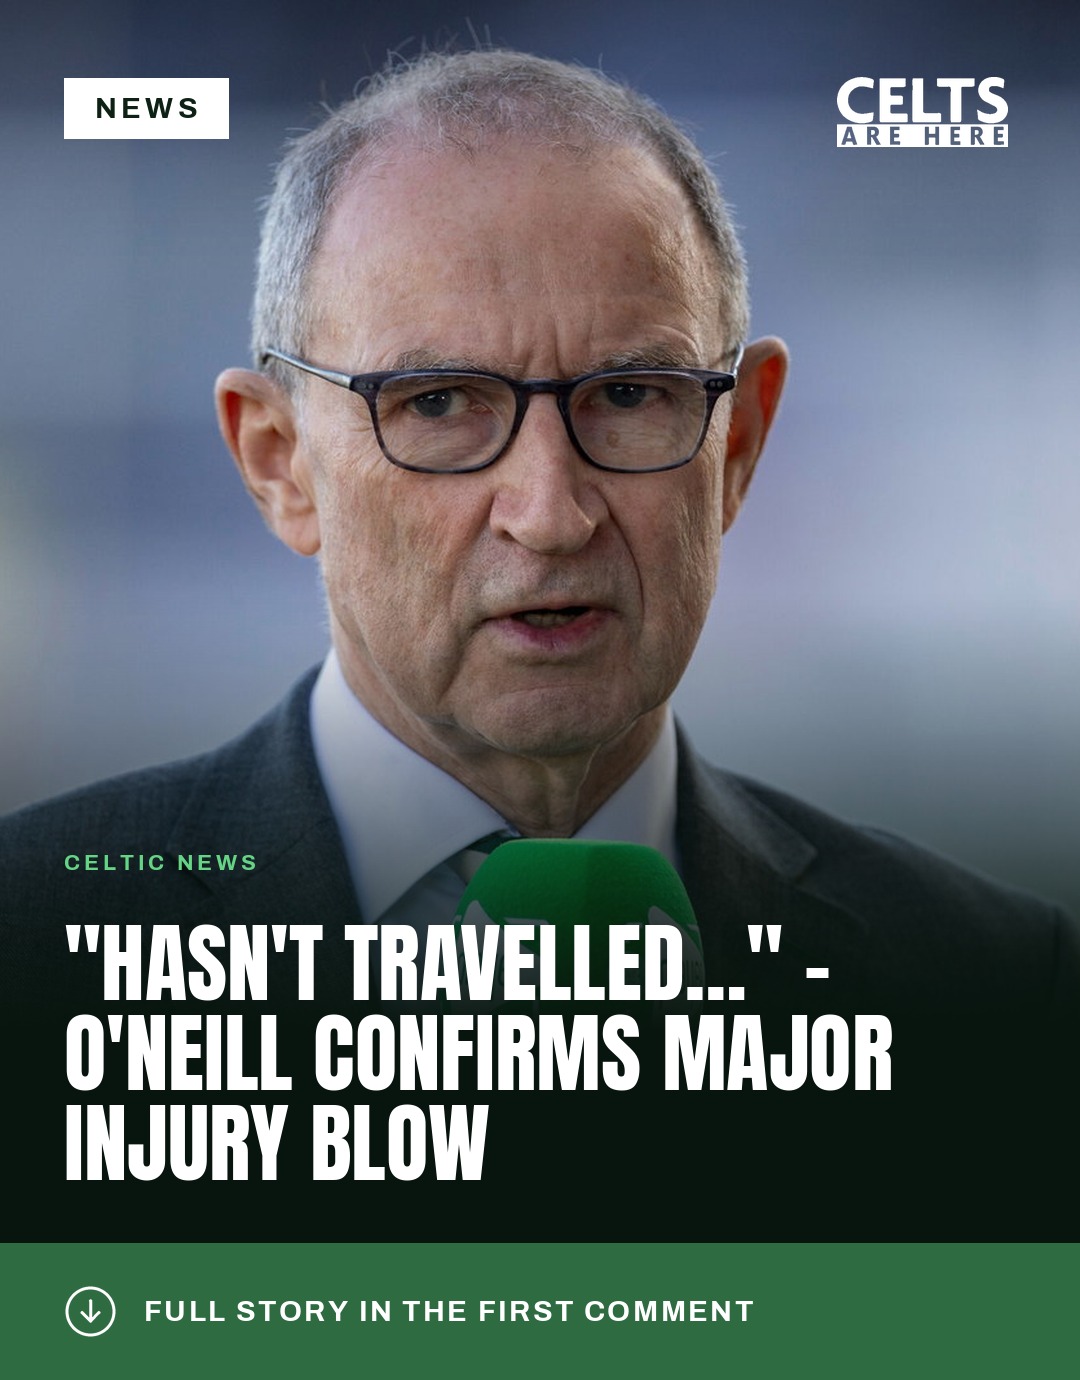 NEWS
CELTS
ARE HERE
CELTIC NEWS
"HASN'T TRAVELLED..." -
O'NEILL CONFIRMS MAJOR
INJURY BLOW
FULL STORY IN THE FIRST COMMENT